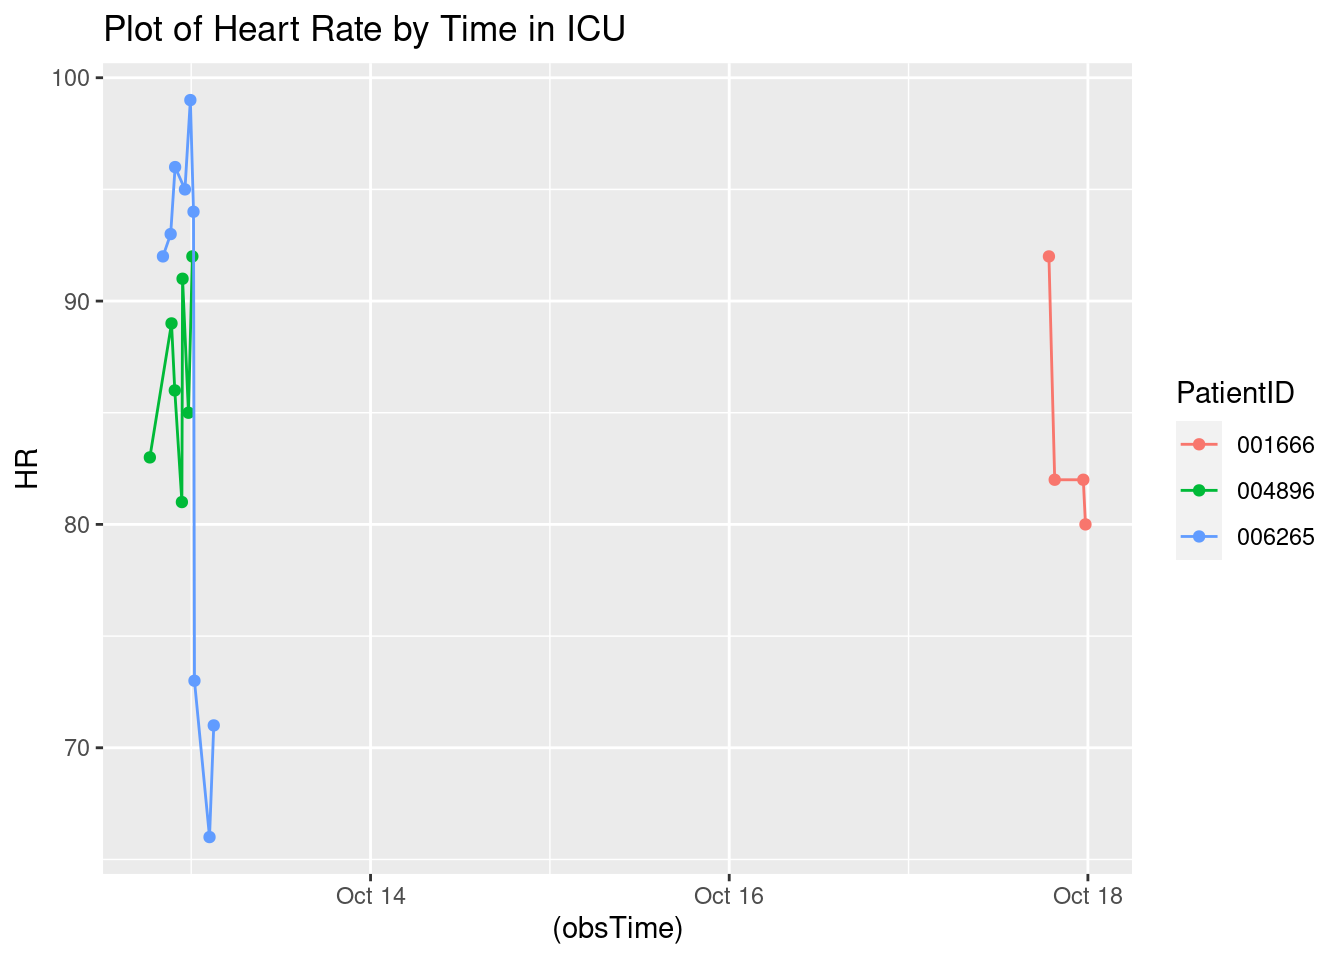 Plot of Heart Rate by Time in ICU
100
90
80
70
HR
Oct 14
Oct 16
Oct 18
(obsTime)
PatientID
001666
004896
006265